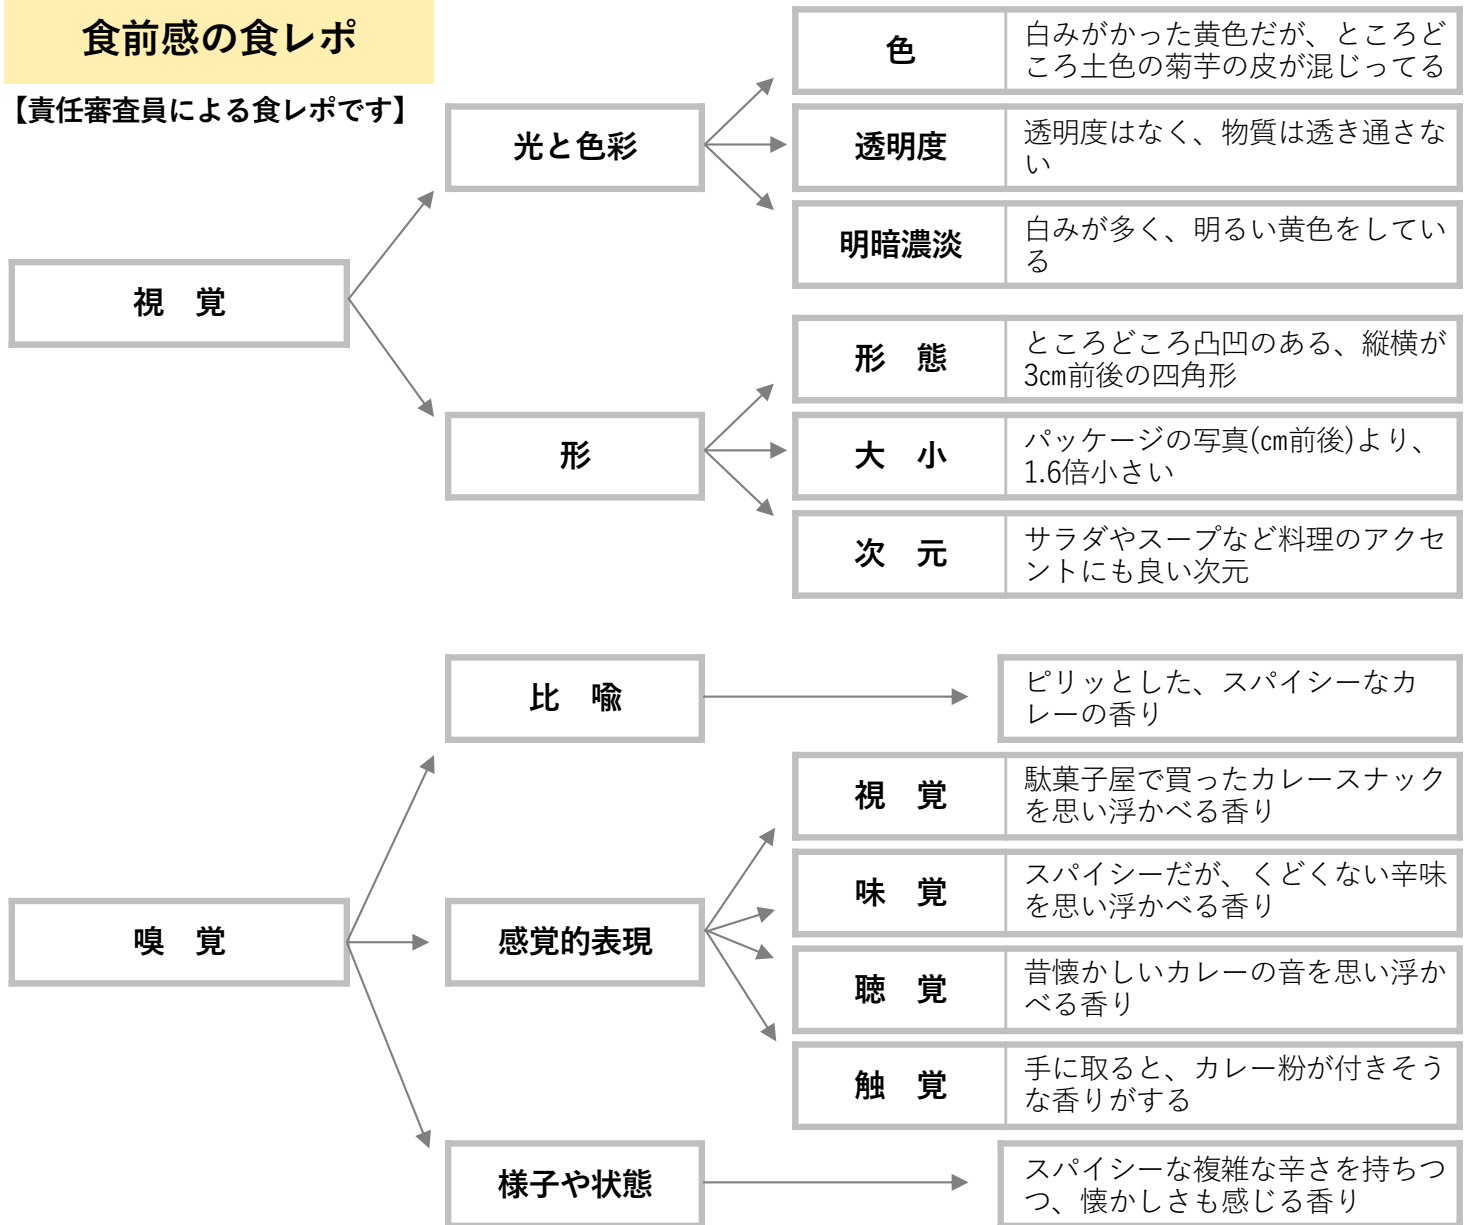 食前感の食レポ
【責任審査員による食レポです】
視　覚
光と色彩
色
白みがかった黄色だが、ところど
ころ土色の菊芋の皮が混じってる
透明度
透明度はなく、物質は透き通さな
い
明暗濃淡
白みが多く、明るい黄色をしてい
る
形
形　態
ところどころ凸凹のある、縦横が
3㎝前後の四角形
大　小
パッケージの写真(㎝前後)より、
1.6倍小さい
次　元
サラダやスープなど料理のアクセ
ントにも良い次元
嗅　覚
比　喩
ピリッとした、スパイシーなカ
レーの香り
感覚的表現
視　覚
駄菓子屋で買ったカレースナック
を思い浮かべる香り
味　覚
スパイシーだが、くどくない辛味
を思い浮かべる香り
聴　覚
昔懐かしいカレーの音を思い浮か
べる香り
触　覚
手に取ると、カレー粉が付きそう
な香りがする
様子や状態
スパイシーな複雑な辛さを持ちつ
つ、懐かしさも感じる香り